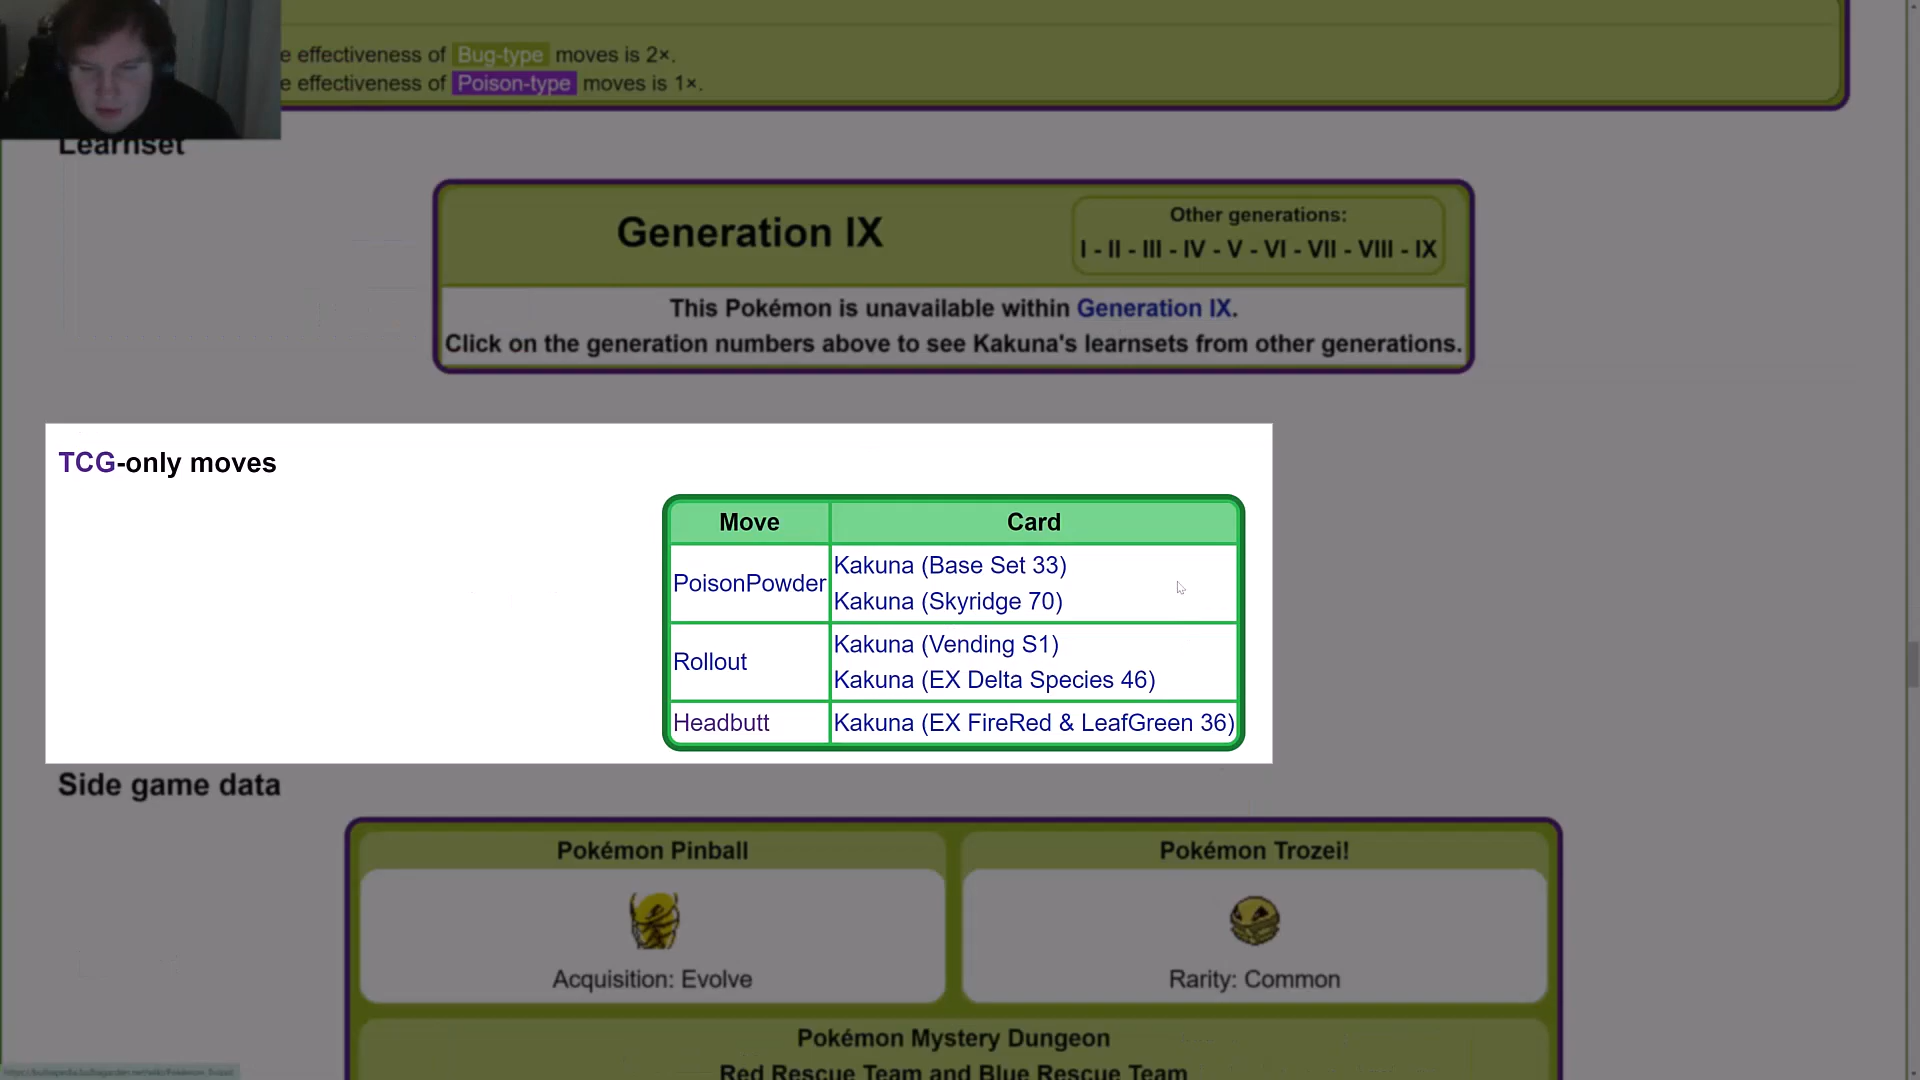 e effectiveness of Bug-type moves is 2×.
e effectiveness of Poison-type moves is 1×.
Learnset
Generation IX
Other generations:
I - II - III - IV - V - VI - VII - VIII - IX
This Pokémon is unavailable within Generation IX.
Click on the generation numbers above to see Kakuna's learnsets from other generations.
TCG-only moves
Move Card
PoisonPowder
Kakuna (Base Set 33)
Kakuna (Skyridge 70)
Rollout
Kakuna (Vending S1)
Kakuna (EX Delta Species 46)
Headbutt Kakuna (EX FireRed & LeafGreen 36)
Side game data
Pokémon Pinball
Acquisition: Evolve
Pokémon Trozei!
Rarity: Common
Pokémon Mystery Dungeon
Red Rescue Team and Blue Rescue Team